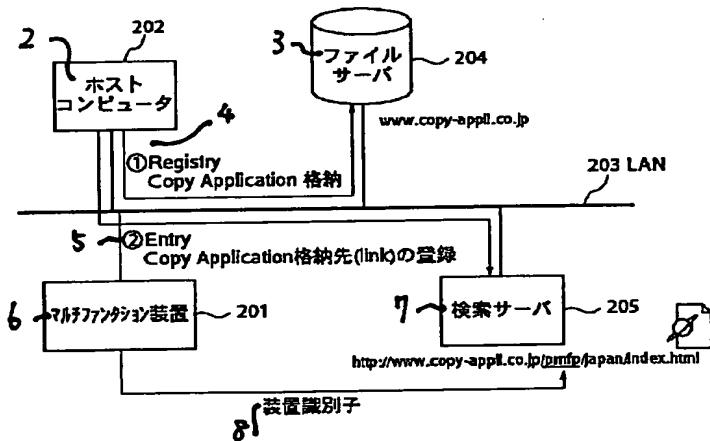 2
202
ホスト
コンピュータ
3
ファイル
サーバ
204
www.copy-appli.co.jp
4
①Registry
Copy Application 格納
203 LAN
5
②Entry
Copy Application格納先(link)の登録
6
マルチファンタション装置
201
7
検索サーバ
205
http://www.copy-appli.co.jp/pmfp/japan/index.html
8
装置識別子